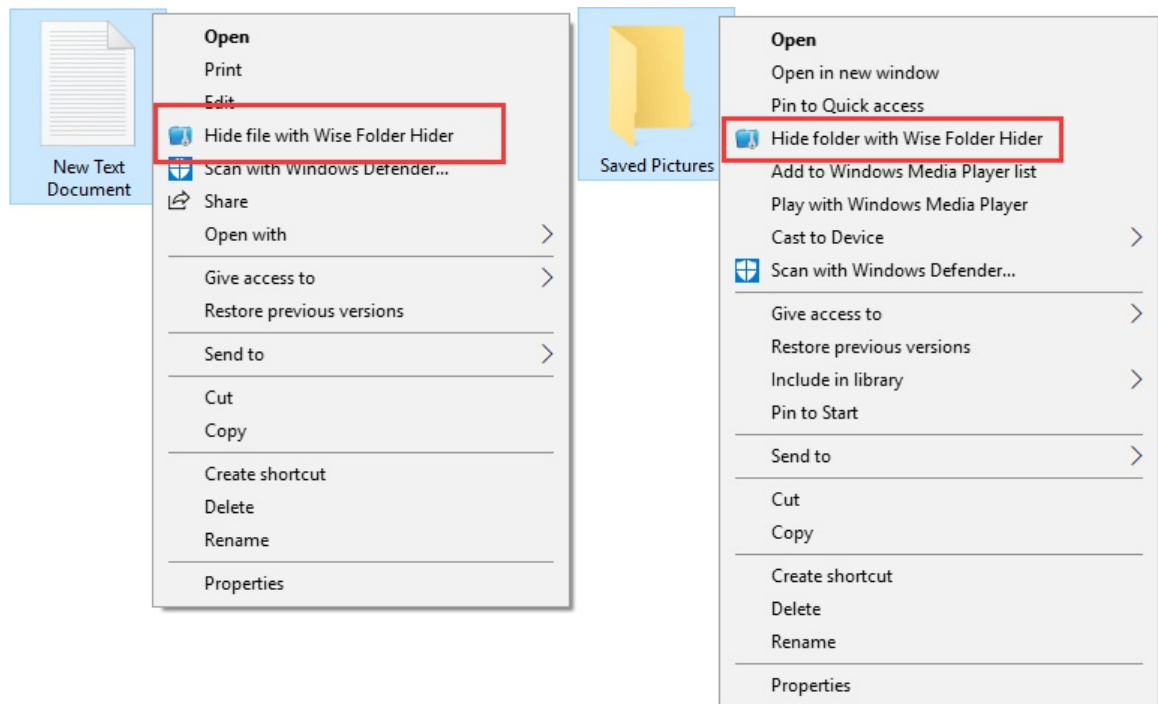 New Text
Document
Open
Print
Edit
Hide file with Wise Folder Hider
Scan with Windows Defender...
Share
Open with
Give access to
Restore previous versions
Send to
Cut
Copy
Create shortcut
Delete
Rename
Properties
Saved Pictures
Open
Open in new window
Pin to Quick access
Hide folder with Wise Folder Hider
Add to Windows Media Player list
Play with Windows Media Player
Cast to Device
Scan with Windows Defender...
Give access to
Restore previous versions
Include in library
Pin to Start
Send to
Cut
Copy
Create shortcut
Delete
Rename
Properties